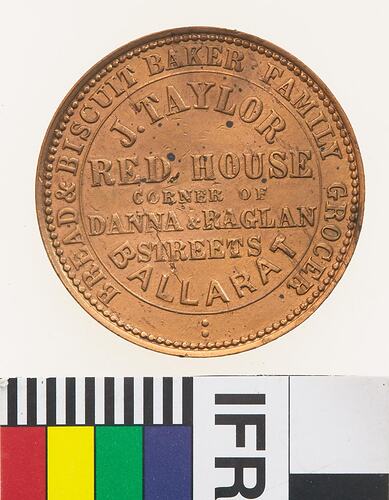 BREAD & BISCUIT BAKER FAMILY GROCER
J. TAYLOR
RED HOUSE
CORNER OF
DANNA & RAGLAN
STREETS
BALLARAT
IFR